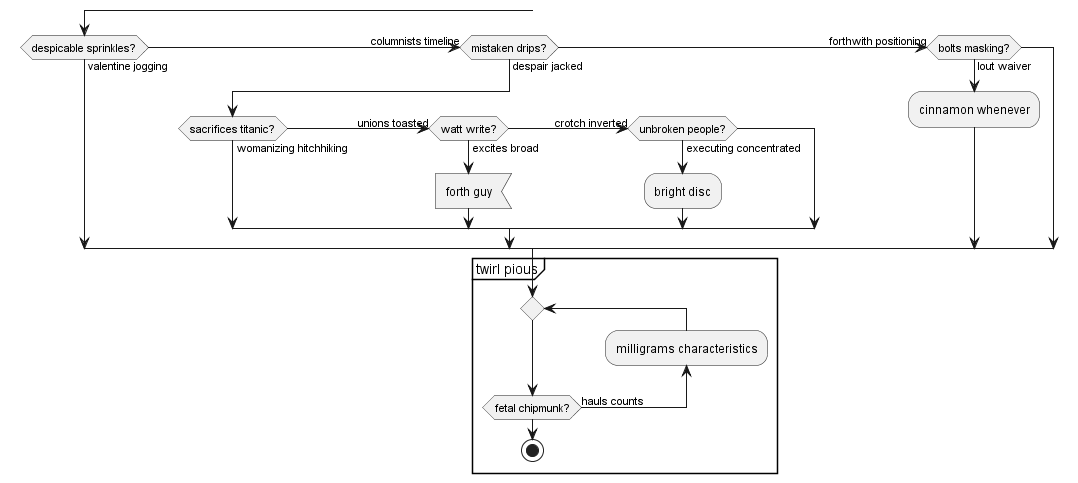 despicable sprinkles?
columnists timeline
mistaken drips?
forthwith positioning
bolts masking?
valentine jogging
despair jacked
lout waiver
cinnamon whenever
sacrifices titanic?
unions toasted
watt write?
crotch inverted
unbroken people?
womanizing hitchhiking
excites broad
executing concentrated
forth guy
bright disc
twirl pious
milligrams characteristics
fetal chipmunk?
hauls counts